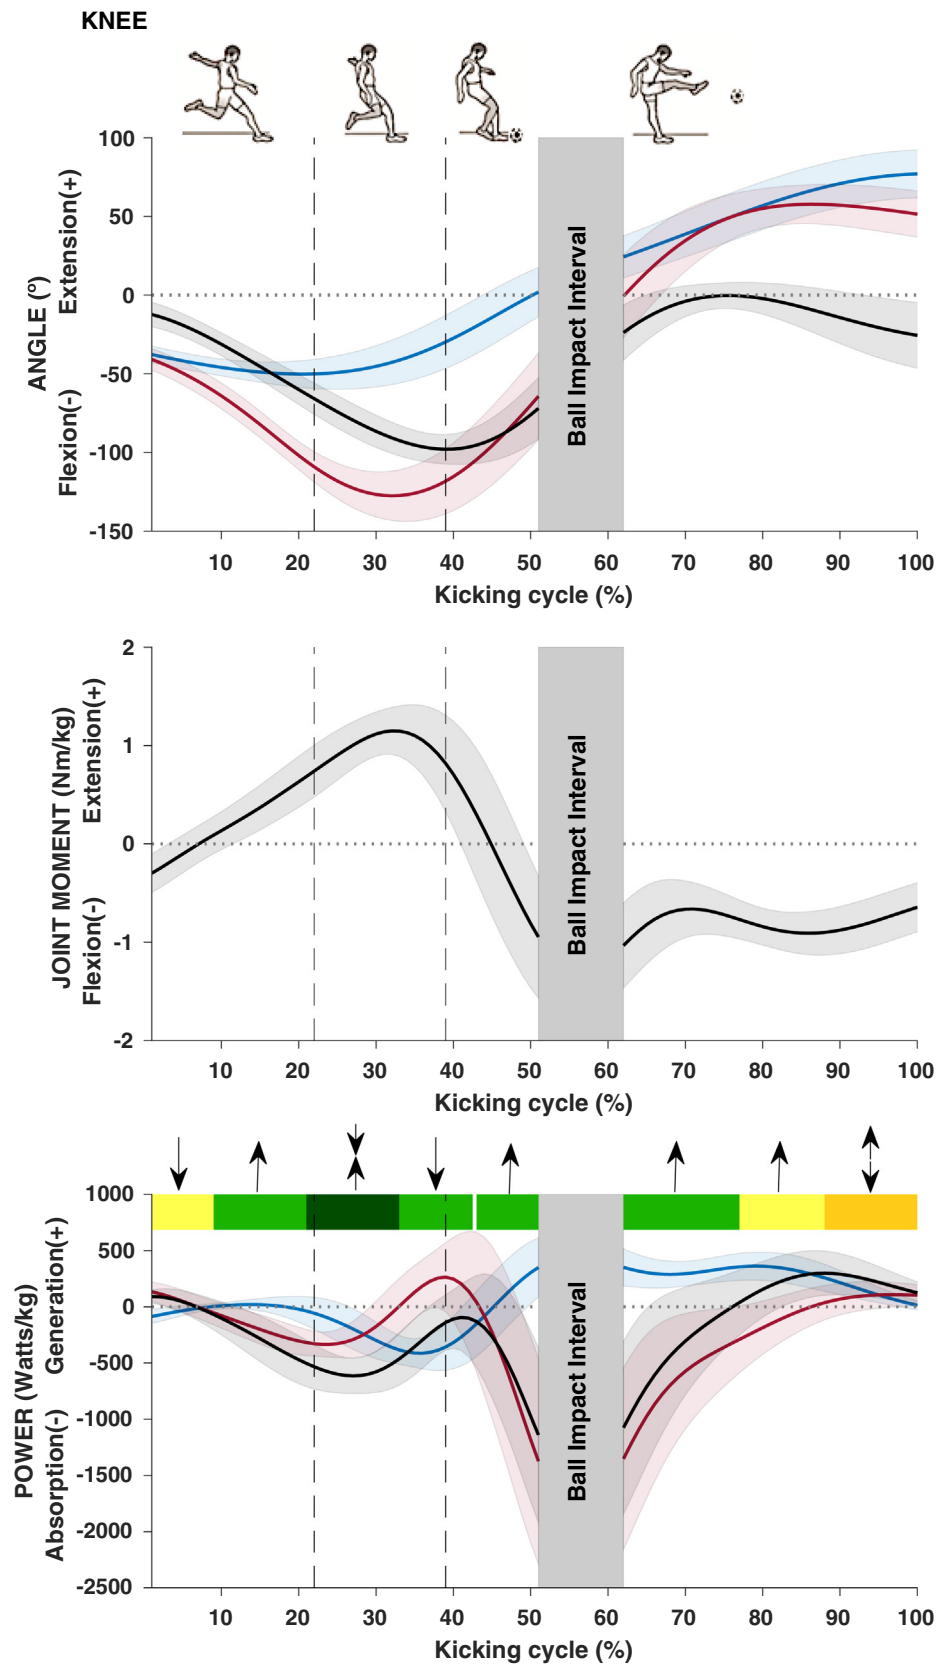 KNEE
100
50
0
-50
-100
-150
ANGLE (°)
Extension(+)
Flexion(-)
Ball Impact Interval
10 20 30 40 50 60 70 80 90 100
Kicking cycle (%)
2
1
0
-1
-2
JOINT MOMENT (Nm/kg)
Extension(+)
Flexion(-)
Ball Impact Interval
10 20 30 40 50 60 70 80 90 100
Kicking cycle (%)
1000
500
0
-500
-1000
-1500
-2000
-2500
POWER (Watts/kg)
Generation(+)
Absorption(-)
Ball Impact Interval
10 20 30 40 50 60 70 80 90 100
Kicking cycle (%)